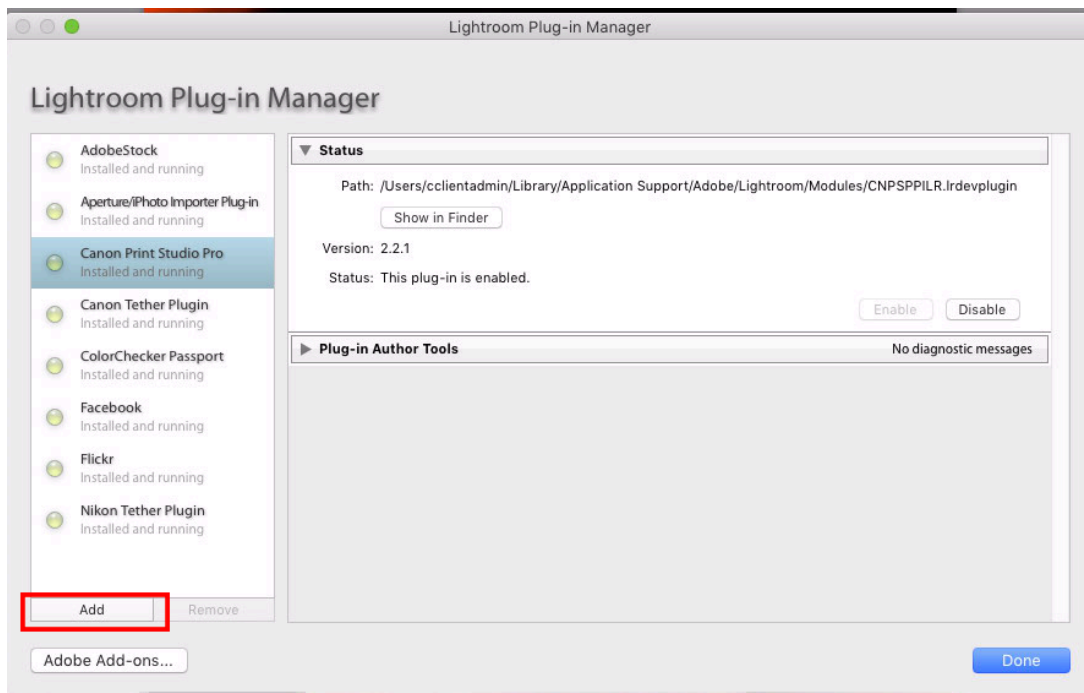 Lightroom Plug-in Manager
Lightroom Plug-in Manager
AdobeStock
Installed and running
Aperture/iPhoto Importer Plug-in
Installed and running
Canon Print Studio Pro
Installed and running
Canon Tether Plugin
Installed and running
ColorChecker Passport
Installed and running
Facebook
Installed and running
Flickr
Installed and running
Nikon Tether Plugin
Installed and running
Add Remove
Adobe Add-ons...
Status
Path: /Users/cclientadmin/Library/Application Support/Adobe/Lightroom/Modules/CNPSPPILR.lrdevplugin
Show in Finder
Version: 2.2.1
Status: This plug-in is enabled.
Enable Disable
Plug-in Author Tools No diagnostic messages
Done